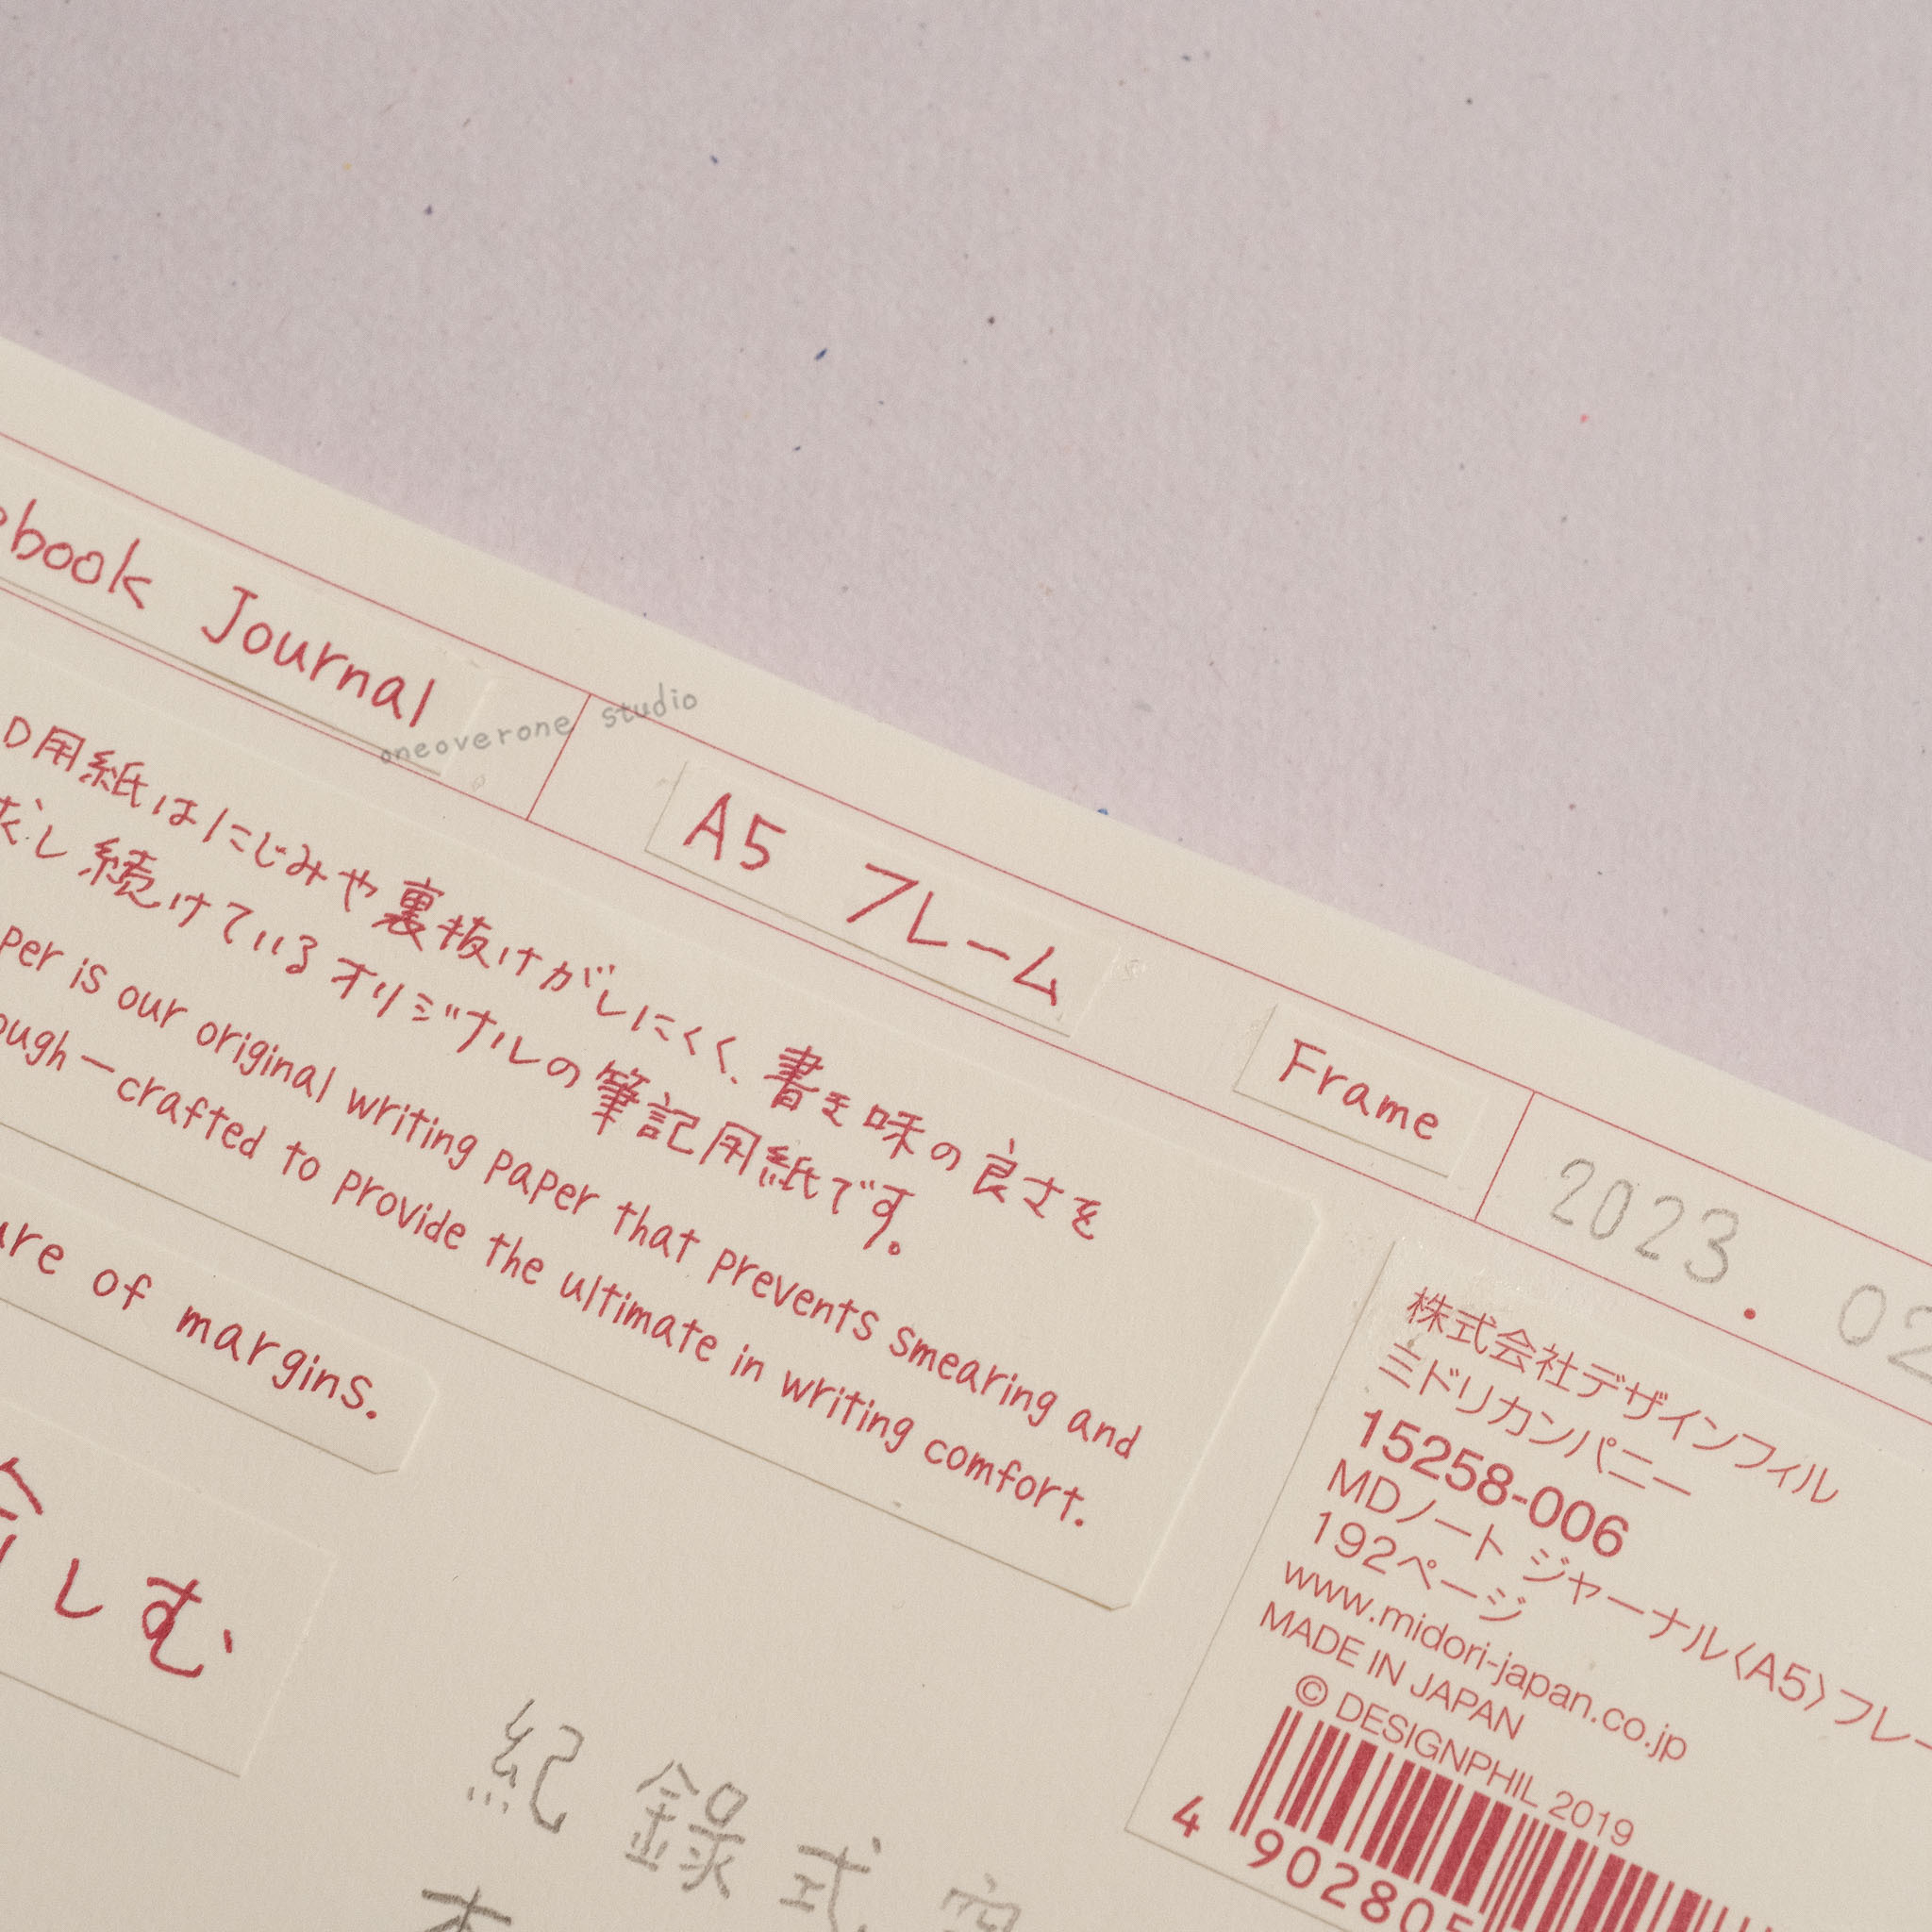 ebook Journal
oneoverone studio
A5 フレーム
Frame
2023. 02
D用紙はにじみや裏抜けがしにくく、書き味の良さを
求し続けているオリジナルの筆記用紙です。
per is our original writing paper that prevents smearing and
ough—crafted to provide the ultimate in writing comfort.
ure of margins.
しむ
株式会社デザインフィル
ミドリカンパニー
15258-006
MDノート ジャーナル〈A5〉フレー
192ページ
www.midori-japan.co.jp
MADE IN JAPAN
© DESIGNPHIL 2019
4 902805
紀錄式